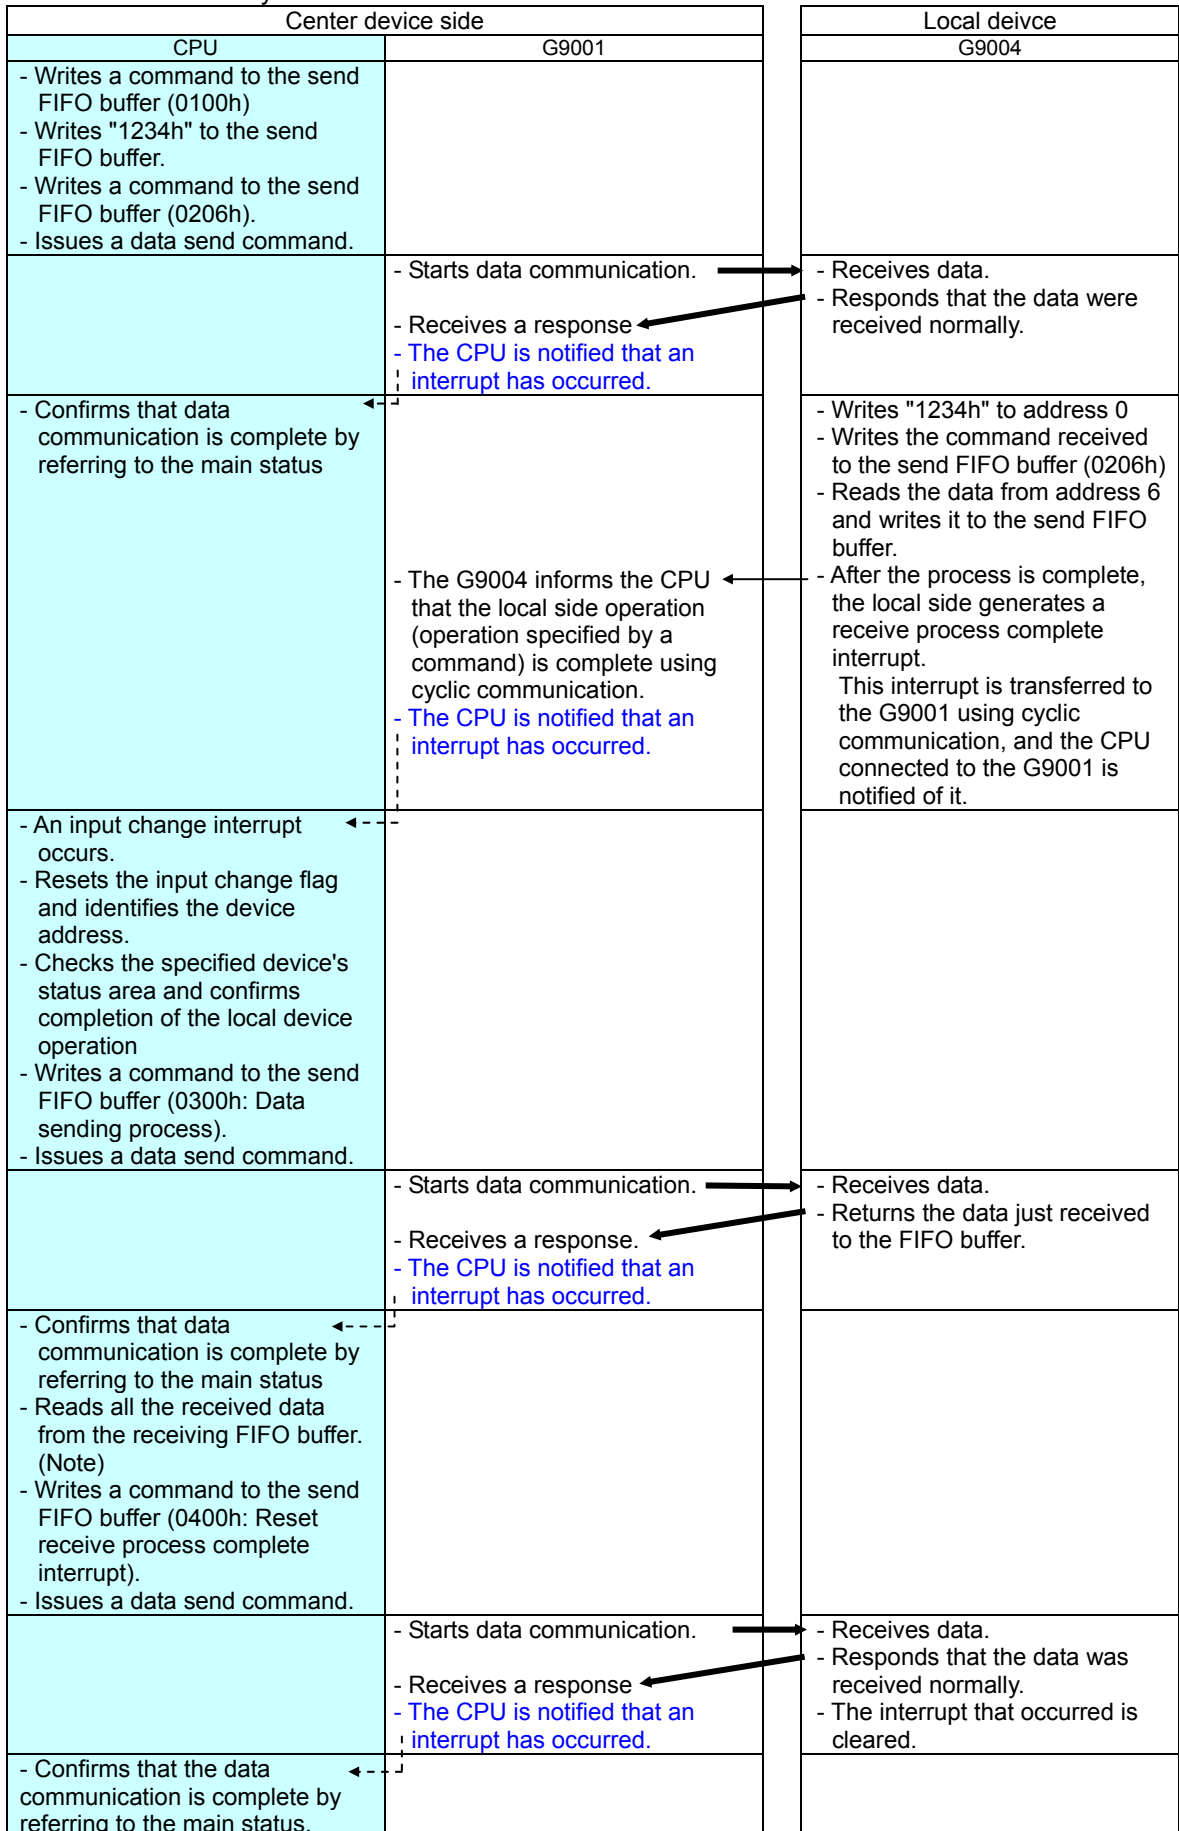 Center device side
Local deivce
CPU
G9001
G9004
- Writes a command to the send
FIFO buffer (0100h)
- Writes "1234h" to the send
FIFO buffer.
- Writes a command to the send
FIFO buffer (0206h).
- Issues a data send command.
- Starts data communication.
- Receives a response
- The CPU is notified that an
interrupt has occurred.
- Receives data.
- Responds that the data were
received normally.
- Confirms that data
communication is complete by
referring to the main status
- The G9004 informs the CPU
that the local side operation
(operation specified by a
command) is complete using
cyclic communication.
- The CPU is notified that an
interrupt has occurred.
- Writes "1234h" to address 0
- Writes the command received
to the send FIFO buffer (0206h)
- Reads the data from address 6
and writes it to the send FIFO
buffer.
- After the process is complete,
the local side generates a
receive process complete
interrupt.
This interrupt is transferred to
the G9001 using cyclic
communication, and the CPU
connected to the G9001 is
notified of it.
- An input change interrupt
occurs.
- Resets the input change flag
and identifies the device
address.
- Checks the specified device's
status area and confirms
completion of the local device
operation
- Writes a command to the send
FIFO buffer (0300h: Data
sending process).
- Issues a data send command.
- Starts data communication.
- Receives a response.
- The CPU is notified that an
interrupt has occurred.
- Receives data.
- Returns the data just received
to the FIFO buffer.
- Confirms that data
communication is complete by
referring to the main status
- Reads all the received data
from the receiving FIFO buffer.
(Note)
- Writes a command to the send
FIFO buffer (0400h: Reset
receive process complete
interrupt).
- Issues a data send command.
- Starts data communication.
- Receives a response
- The CPU is notified that an
interrupt has occurred.
- Receives data.
- Responds that the data was
received normally.
- The interrupt that occurred is
cleared.
- Confirms that the data
communication is complete by
referring to the main status.